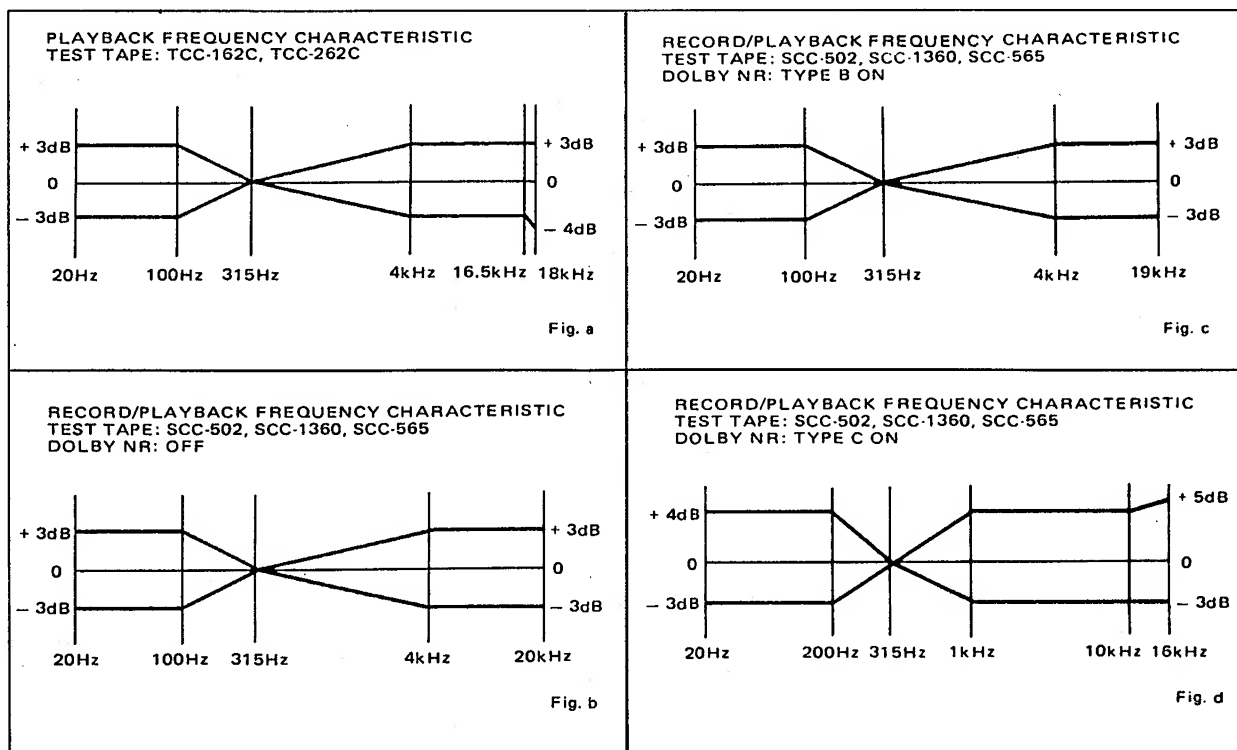 PLAYBACK FREQUENCY CHARACTERISTIC
TEST TAPE: TCC-162C, TCC-262C
+ 3dB
0
− 3dB
+ 3dB
0
− 4dB
20Hz 100Hz 315Hz 4kHz 16.5kHz 18kHz
Fig. a
RECORD/PLAYBACK FREQUENCY CHARACTERISTIC
TEST TAPE: SCC-502, SCC-1360, SCC-565
DOLBY NR: TYPE B ON
+ 3dB
0
− 3dB
+ 3dB
0
− 3dB
20Hz 100Hz 315Hz 4kHz 19kHz
Fig. c
RECORD/PLAYBACK FREQUENCY CHARACTERISTIC
TEST TAPE: SCC-502, SCC-1360, SCC-565
DOLBY NR: OFF
+ 3dB
0
− 3dB
+ 3dB
0
− 3dB
20Hz 100Hz 315Hz 4kHz 20kHz
Fig. b
RECORD/PLAYBACK FREQUENCY CHARACTERISTIC
TEST TAPE: SCC-502, SCC-1360, SCC-565
DOLBY NR: TYPE C ON
+ 4dB
0
− 3dB
+ 5dB
0
− 3dB
20Hz 200Hz 315Hz 1kHz 10kHz 16kHz
Fig. d